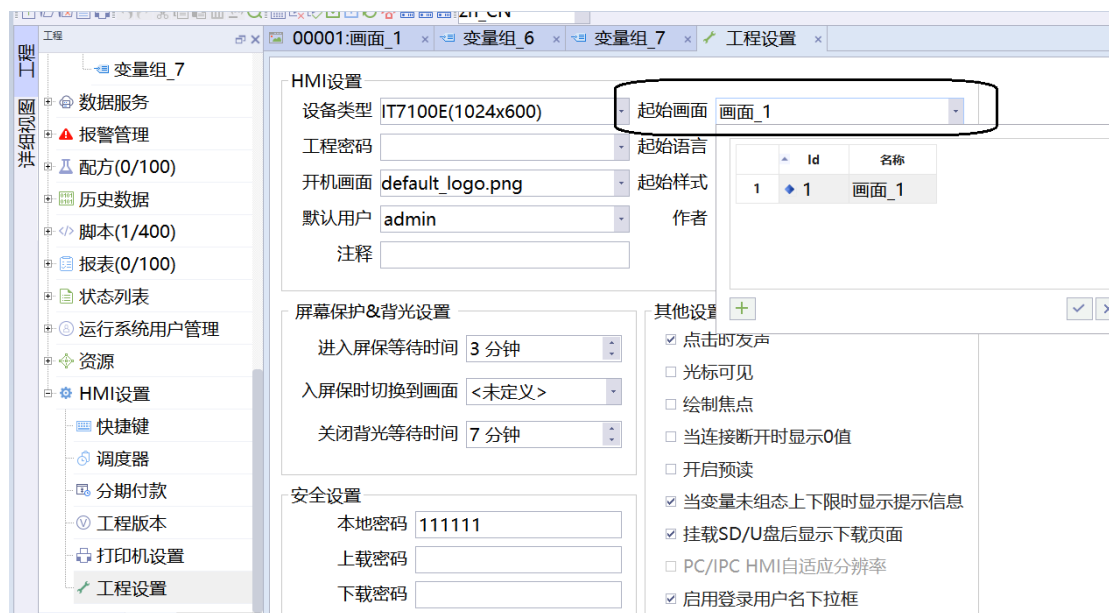 zh_CN
工程
00001:画面_1
变量组_6
变量组_7
工程设置
工程
详细视图
变量组_7
数据服务
报警管理
配方(0/100)
历史数据
脚本(1/400)
报表(0/100)
状态列表
运行系统用户管理
资源
HMI设置
快捷键
调度器
分期付款
工程版本
打印机设置
工程设置
HMI设置
设备类型 IT7100E(1024x600)
起始画面 画面_1
工程密码
起始语言
开机画面 default_logo.png
起始样式
默认用户 admin
作者
注释
Id 名称
1 1 画面_1
屏幕保护&背光设置
进入屏保等待时间 3 分钟
入屏保时切换到画面 <未定义>
关闭背光等待时间 7 分钟
安全设置
本地密码 111111
上载密码
下载密码
其他设置
点击时发声
光标可见
绘制焦点
当连接断开时显示0值
开启预读
当变量未组态上下限时显示提示信息
挂载SD/U盘后显示下载页面
PC/IPC HMI自适应分辨率
启用登录用户名下拉框